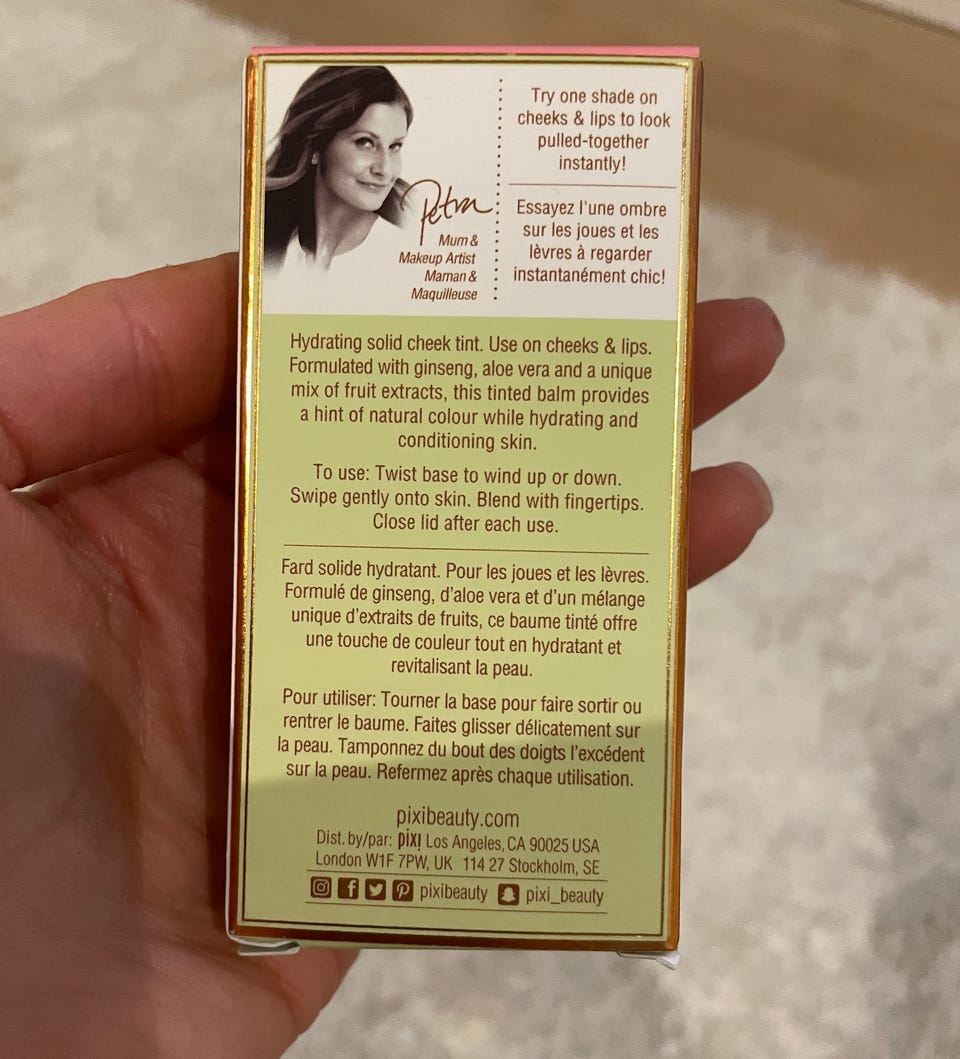 Petra
Mum &
Makeup Artist
Maman &
Maquilleuse
Try one shade on
cheeks & lips to look
pulled-together
instantly!
Essayez l'une ombre
sur les joues et les
lèvres à regarder
instantanément chic!
Hydrating solid cheek tint. Use on cheeks & lips.
Formulated with ginseng, aloe vera and a unique
mix of fruit extracts, this tinted balm provides
a hint of natural colour while hydrating and
conditioning skin.
To use: Twist base to wind up or down.
Swipe gently onto skin. Blend with fingertips.
Close lid after each use.
Fard solide hydratant. Pour les joues et les lèvres.
Formulé de ginseng, d'aloe vera et d'un mélange
unique d'extraits de fruits, ce baume tinté offre
une touche de couleur tout en hydratant et
revitalisant la peau.
Pour utiliser: Tourner la base pour faire sortir ou
rentrer le baume. Faites glisser délicatement sur
la peau. Tamponnez du bout des doigts l'excédent
sur la peau. Refermez après chaque utilisation.
pixibeauty.com
Dist. by/par: pixi Los Angeles, CA 90025 USA
London W1F 7PW, UK 114 27 Stockholm, SE
pixibeauty pixi_beauty